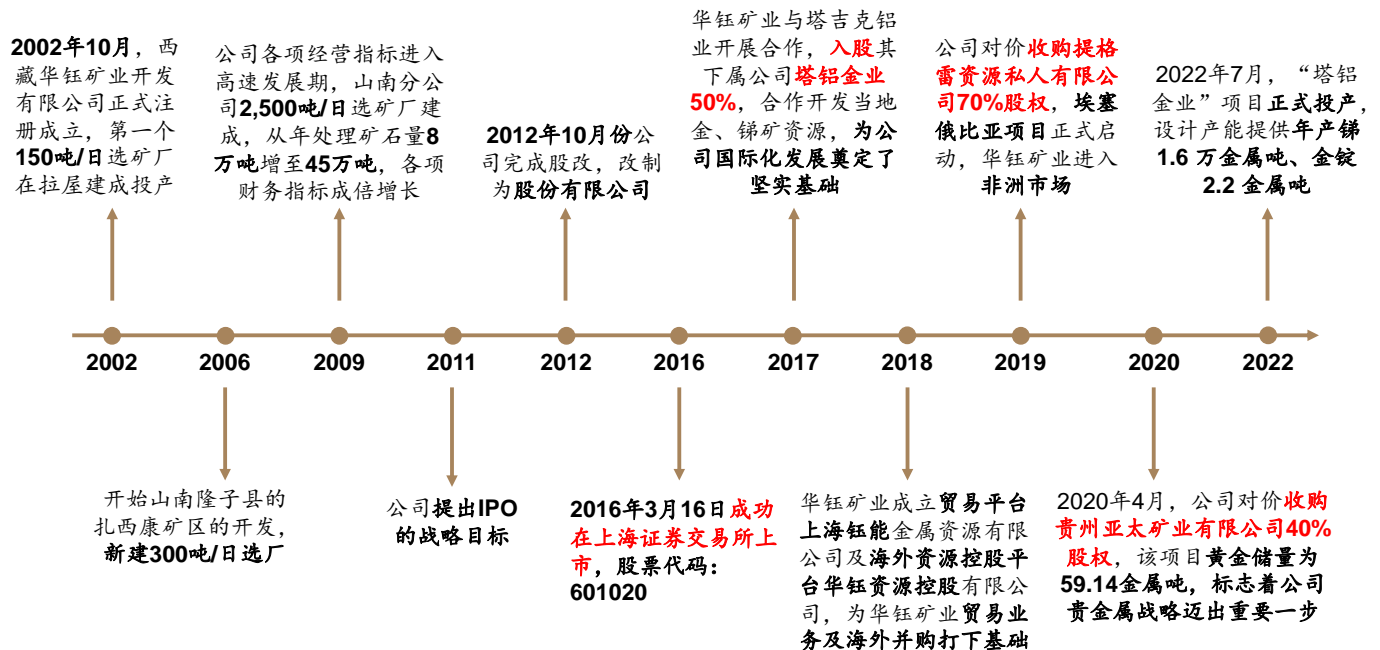 2002年10月，西
藏华钰矿业开发
有限公司正式注
册成立，第一个
150吨/日选矿厂
在拉屋建成投产
公司各项经营指标进入
高速发展期，山南分公
司2,500吨/日选矿厂建
成，从年处理矿石量8
万吨增至45万吨，各项
财务指标成倍增长
2012年10月份公
司完成股改，改制
为股份有限公司
华钰矿业与塔吉克铝
业开展合作，入股其
下属公司塔铝金业
50%，合作开发当地
金、锑矿资源，为公
司国际化发展奠定了
坚实基础
公司对价收购提格
雷资源私人有限公
司70%股权，埃塞
俄比亚项目正式启
动，华钰矿业进入
非洲市场
2022年7月，“塔铝
金业”项目正式投产，
设计产能提供年产锑
1.6 万金属吨、金锭
2.2 金属吨
2002
2006
2009
2011
2012
2016
2017
2018
2019
2020
2022
开始山南隆子县的
扎西康矿区的开发，
新建300吨/日选厂
公司提出IPO
的战略目标
2016年3月16日成功
在上海证券交易所上
市，股票代码：
601020
华钰矿业成立贸易平台
上海钰能金属资源有限
公司及海外资源控股平
台华钰资源控股有限公
司，为华钰矿业贸易业
务及海外并购打下基础
2020年4月，公司对价收购
贵州亚太矿业有限公司40%
股权，该项目黄金储量为
59.14金属吨，标志着公司
贵金属战略迈出重要一步